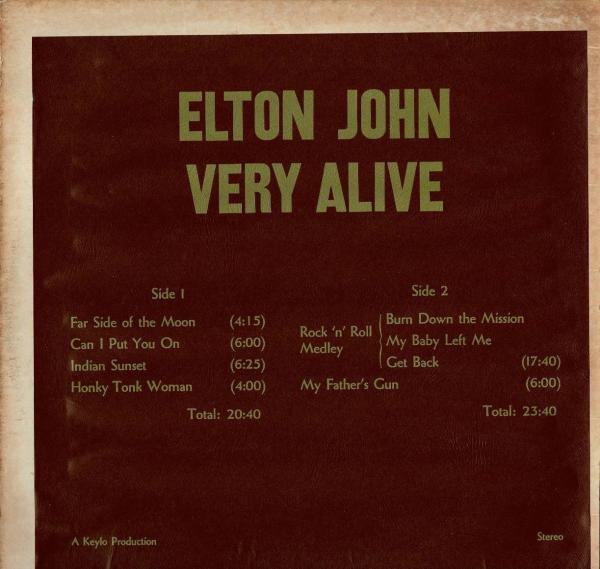 ELTON JOHN
VERY ALIVE
Side 1
Far Side of the Moon (4:15)
Can I Put You On (6:00)
Indian Sunset (6:25)
Honky Tonk Woman (4:00)
Total: 20:40
Side 2
Rock 'n' Roll
Medley
Burn Down the Mission
My Baby Left Me
Get Back (17:40)
My Father's Gun (6:00)
Total: 23:40
A Keylo Production
Stereo